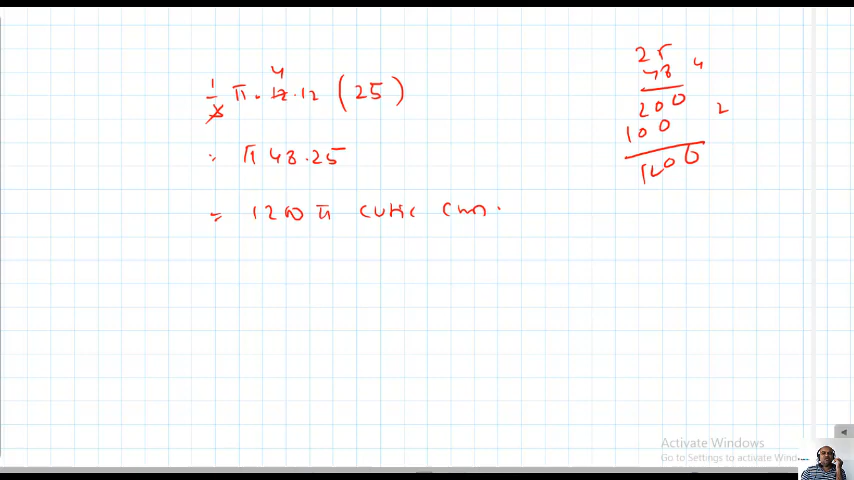 4
1/3 π . 12 . 12 (25)
= π 48 . 25
= 1200 π cubic cm.
25
48 4
200
100 2
1200
Activate Windows
Go to Settings to activate Wind